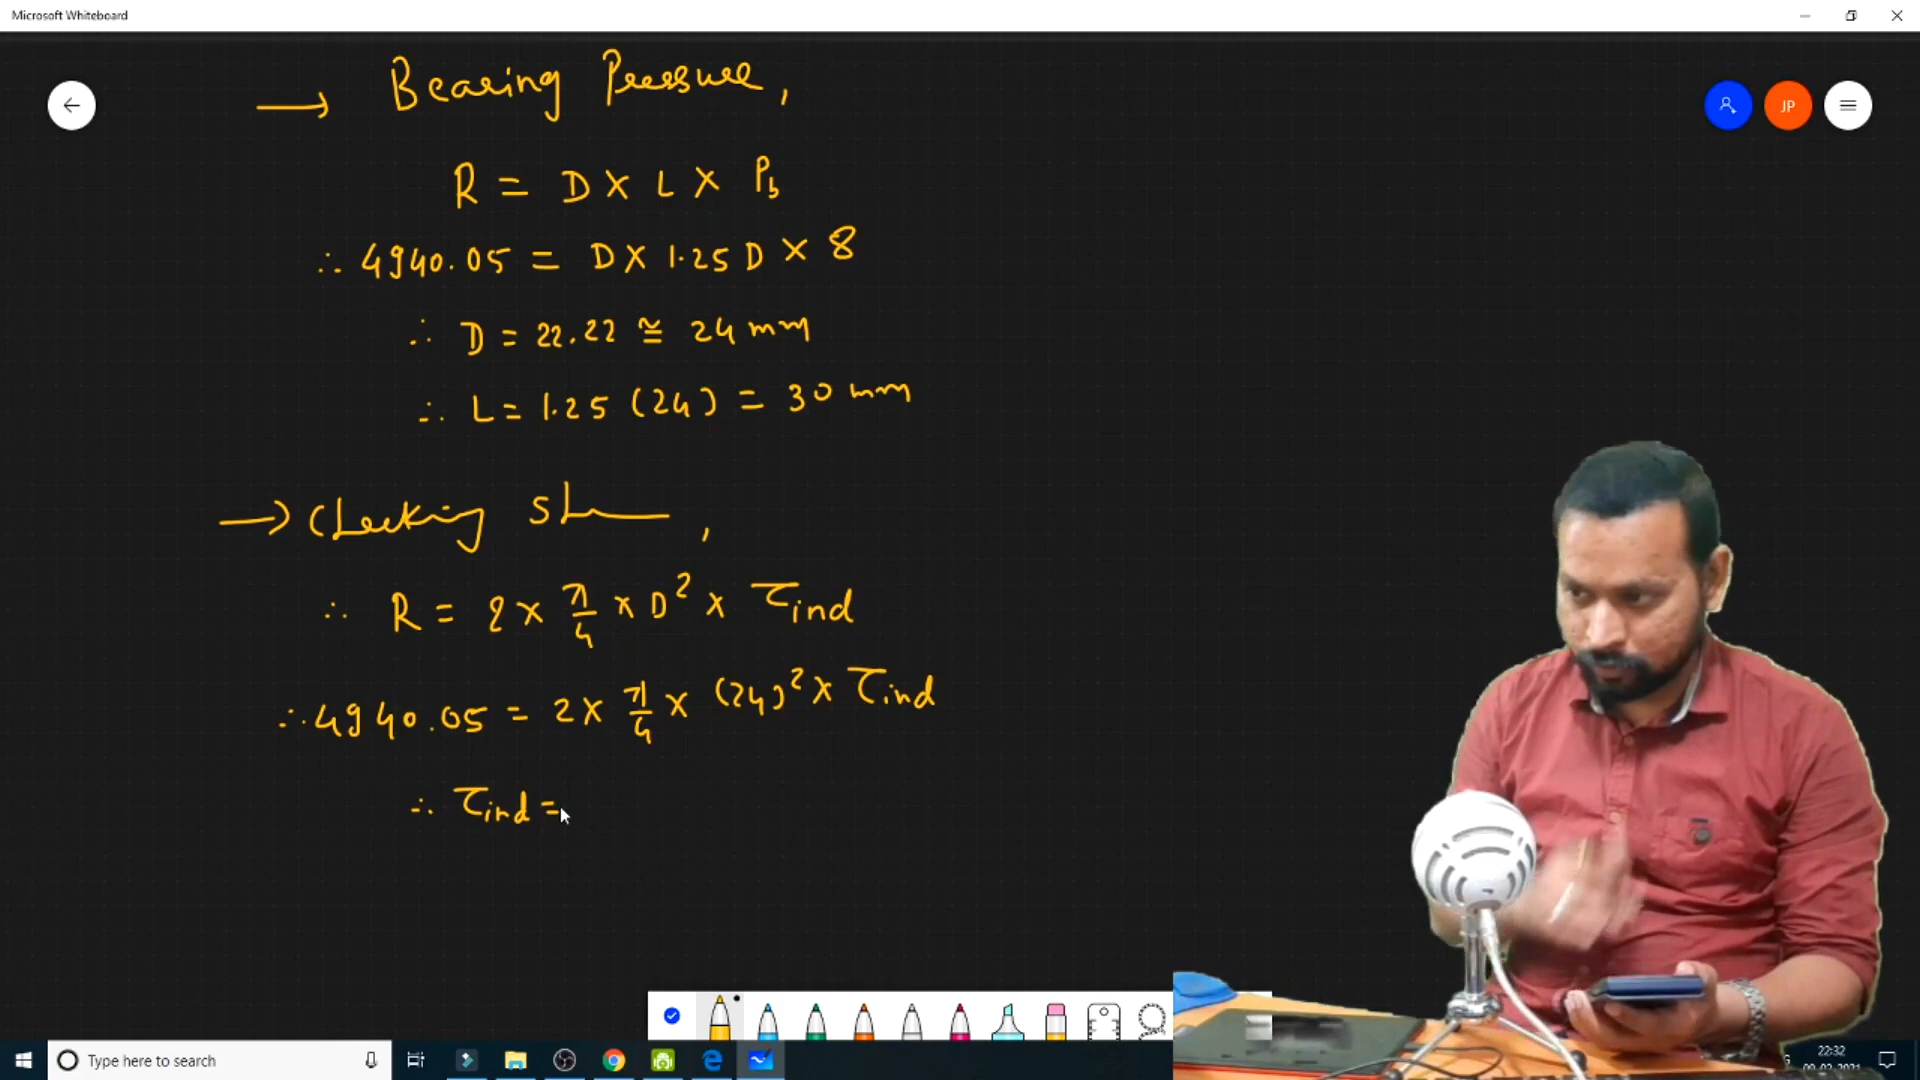 Microsoft Whiteboard
→ Bearing Pressure,
JP
R = D × L × Pb
∴ 4940.05 = D × 1.25 D × 8
∴ D = 22.22 ≅ 24 mm
∴ L = 1.25 (24) = 30 mm
→ Checking
∴ R = 2 × π/4 × D² × τind
∴ 4940.05 = 2 × π/4 × (24)² × τind
∴ τind =
Type here to search
22:32